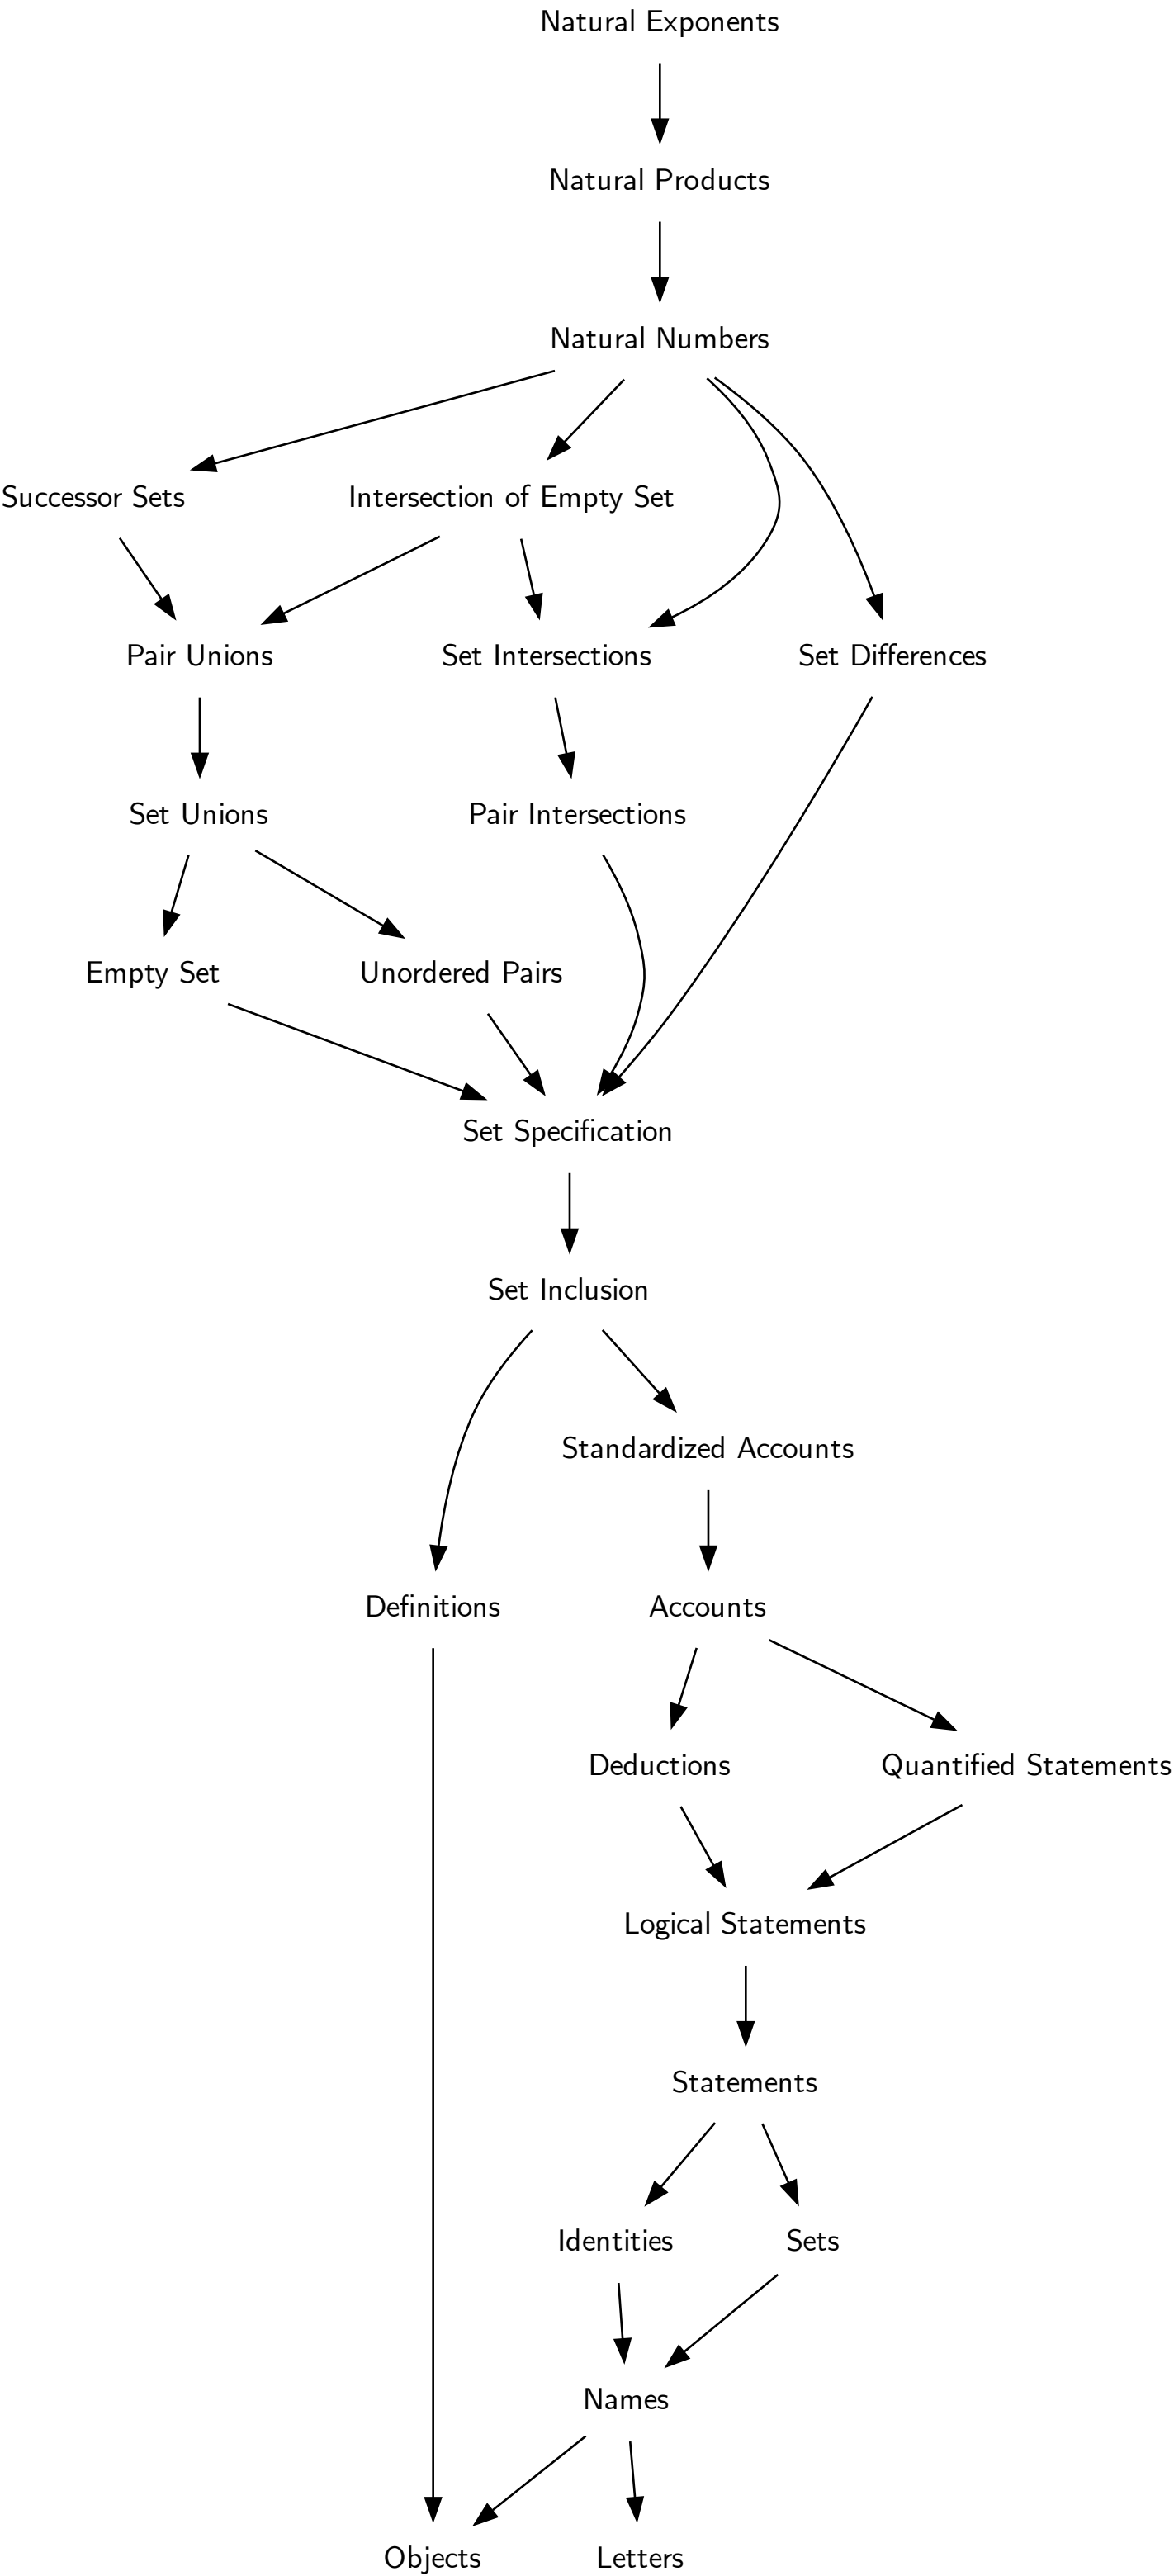 Natural Exponents
Natural Products
Natural Numbers
Successor Sets
Intersection of Empty Set
Pair Unions
Set Intersections
Set Differences
Set Unions
Pair Intersections
Empty Set
Unordered Pairs
Set Specification
Set Inclusion
Standardized Accounts
Definitions
Accounts
Deductions
Quantified Statements
Logical Statements
Statements
Identities
Sets
Names
Objects
Letters